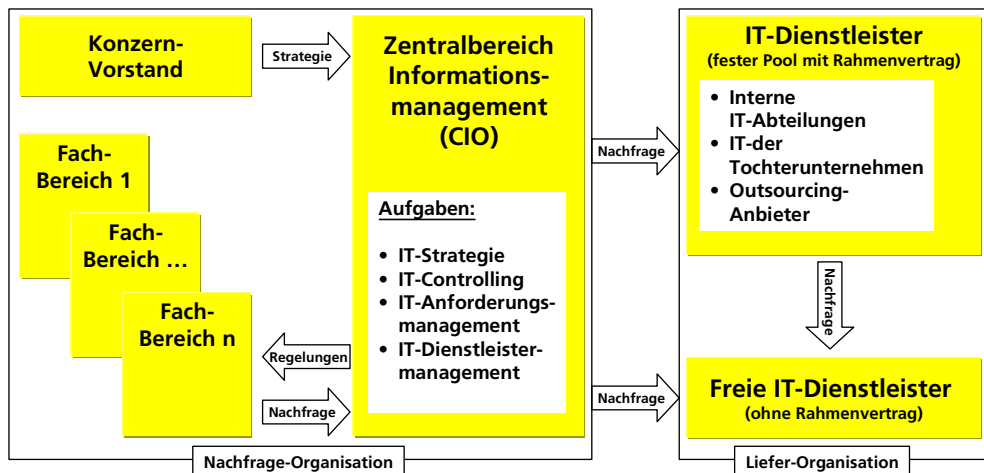 Konzern-
Vorstand
Strategie
Zentralbereich
Informations-
management
(CIO)
Aufgaben:
• IT-Strategie
• IT-Controlling
• IT-Anforderungs-
management
• IT-Dienstleister-
management
Fach-
Bereich 1
Fach-
Bereich ...
Fach-
Bereich n
Regelungen
Nachfrage
Nachfrage-Organisation
Nachfrage
Nachfrage
IT-Dienstleister
(fester Pool mit Rahmenvertrag)
• Interne
IT-Abteilungen
• IT-der
Tochterunternehmen
• Outsourcing-
Anbieter
Nachfrage
Freie IT-Dienstleister
(ohne Rahmenvertrag)
Liefer-Organisation